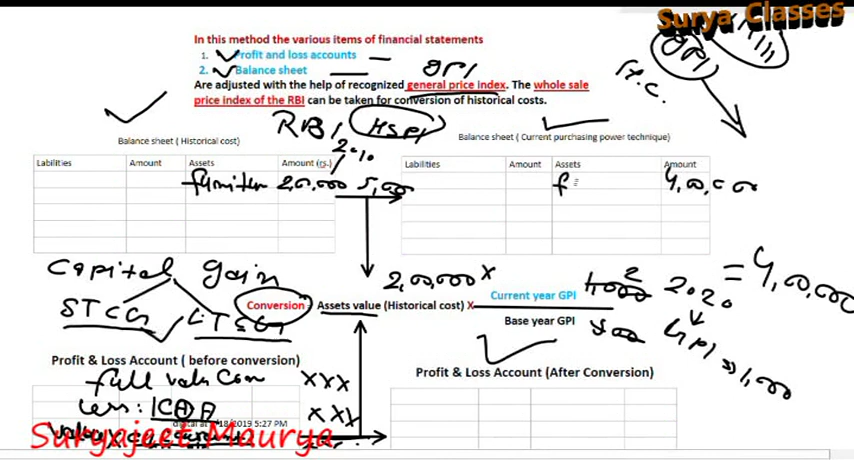 Surya Classes
In this method the various items of financial statements
1. Profit and loss accounts
2. Balance sheet
GPI
Are adjusted with the help of recognized general price index. The whole sale
price index of the RBI can be taken for conversion of historical costs.
RBI
Balance sheet ( Historical cost)
Balance sheet ( Current purchasing power technique)
Labilities Amount Assets Amount (rs.)
Labilities Amount Assets Amount
2,00,000
4,00,000
Capital gain
2,00,000 X
= 4,00,000
STCG LTCG
Conversion: Assets value (Historical cost) X Current year GPI
Base year GPI
2020
GPI
1,000
Profit & Loss Account ( before conversion)
Profit & Loss Account (After Conversion)
full value Con XXX
Less: ICOA XXX
Suryajeet Maurya